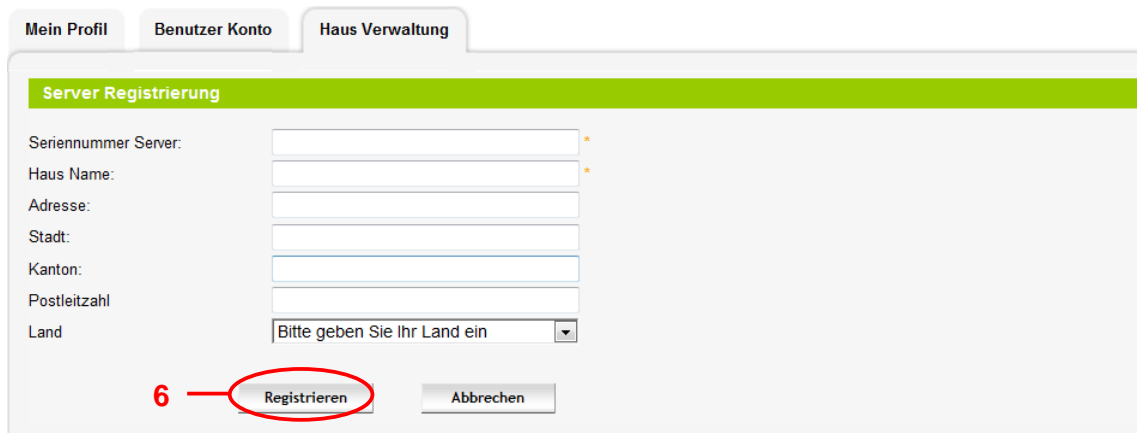 Mein Profil Benutzer Konto Haus Verwaltung
Server Registrierung
Seriennummer Server: *
Haus Name: *
Adresse:
Stadt:
Kanton:
Postleitzahl
Land Bitte geben Sie Ihr Land ein
6 Registrieren Abbrechen